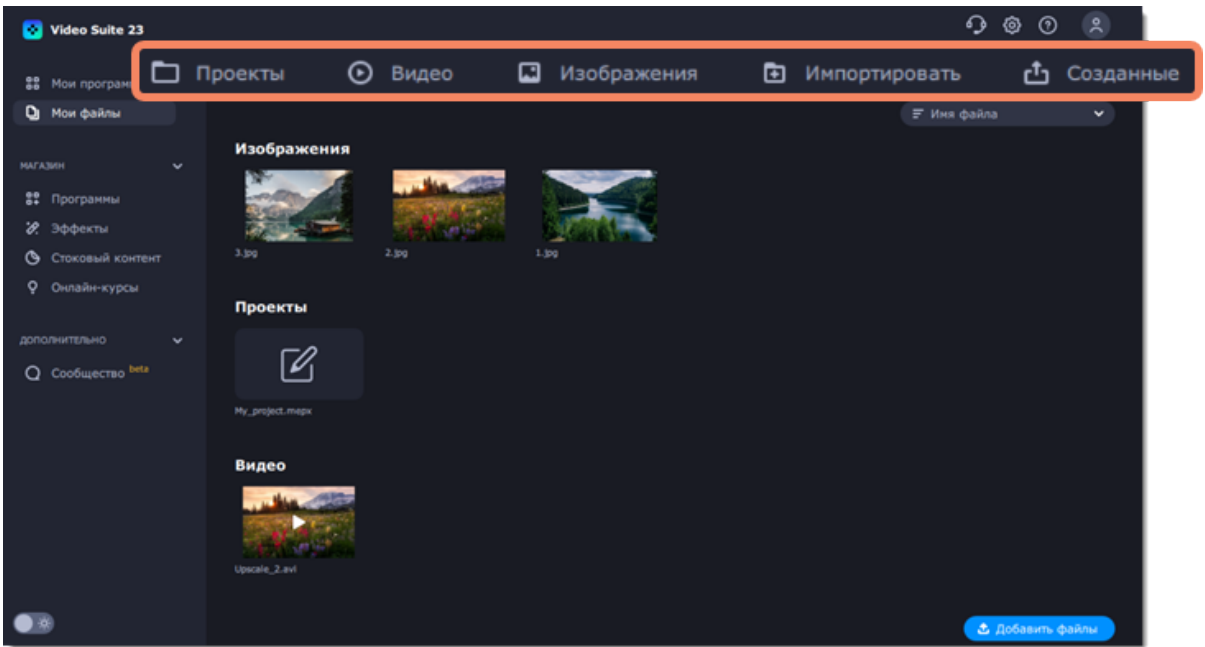 Video Suite 23
Проекты Видео Изображения Импортировать Созданные
Мои програм
Мои файлы
Имя файла
МАГАЗИН
Программы
Эффекты
Стоковый контент
Онлайн-курсы
ДОПОЛНИТЕЛЬНО
Сообщество beta
Изображения
3.jpg 2.jpg 1.jpg
Проекты
My_project.mepx
Видео
Upscale_2.avi
Добавить файлы